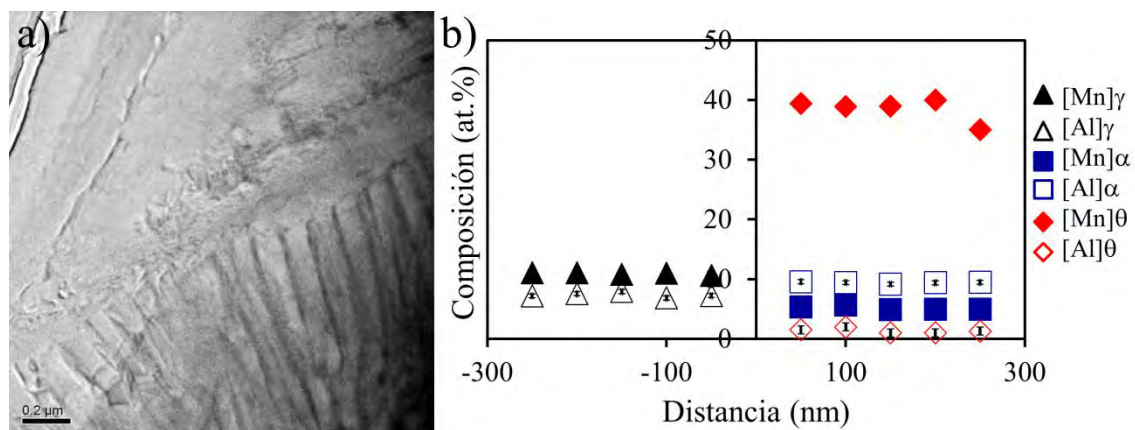 a)
0.2 µm
b)
Composición (at.%)
50
40
30
20
10
0
-300
-100
100
300
Distancia (nm)
[Mn]γ
[Al]γ
[Mn]α
[Al]α
[Mn]θ
[Al]θ